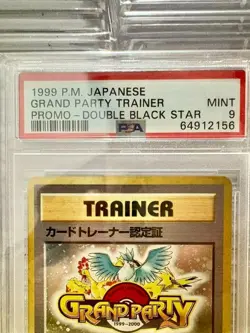 1999 P.M. JAPANESE
GRAND PARTY TRAINER MINT
PROMO-DOUBLE BLACK STAR 9
PSA 64912156
TRAINER
カードトレーナー認定証
GRAND PARTY
1999-2000